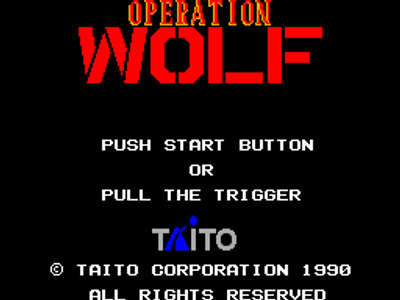 OPERATION
WOLF
PUSH START BUTTON
OR
PULL THE TRIGGER
TAITO
© TAITO CORPORATION 1990
ALL RIGHTS RESERVED